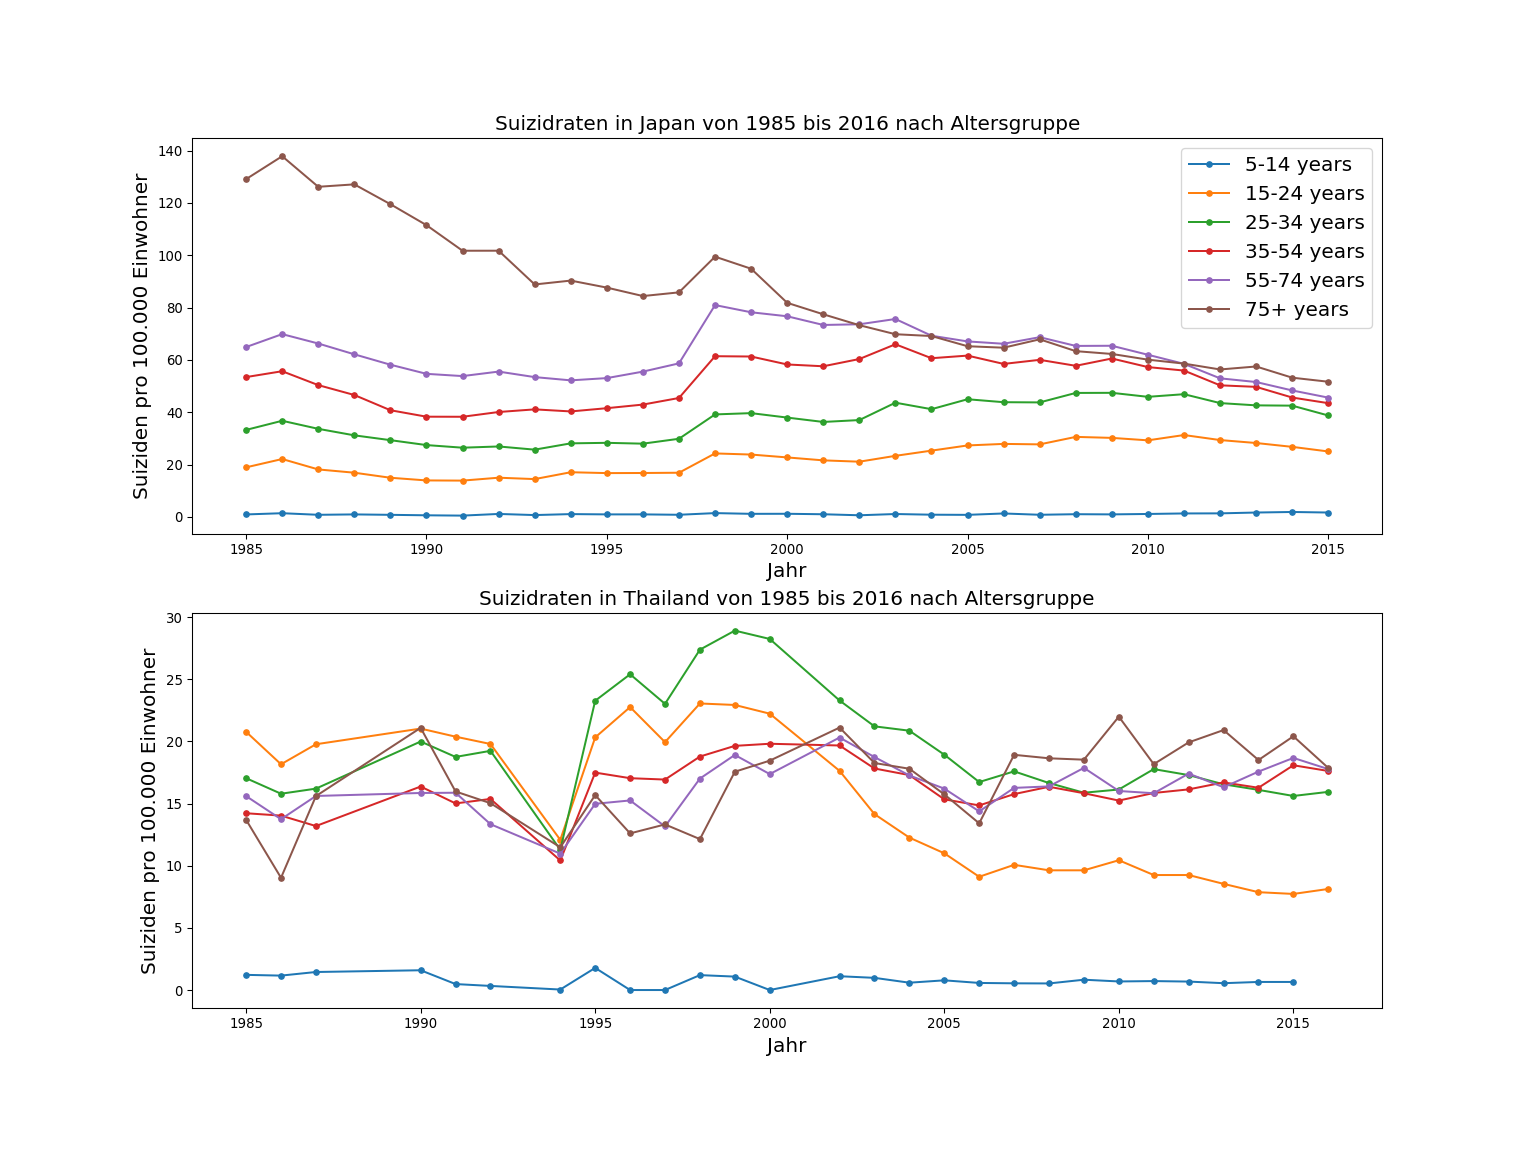 Suizidraten in Japan von 1985 bis 2016 nach Altersgruppe
Suiziden pro 100.000 Einwohner
140
120
100
80
60
40
20
0
5-14 years
15-24 years
25-34 years
35-54 years
55-74 years
75+ years
1985 1990 1995 2000 2005 2010 2015
Jahr
Suizidraten in Thailand von 1985 bis 2016 nach Altersgruppe
Suiziden pro 100.000 Einwohner
30
25
20
15
10
5
0
1985 1990 1995 2000 2005 2010 2015
Jahr